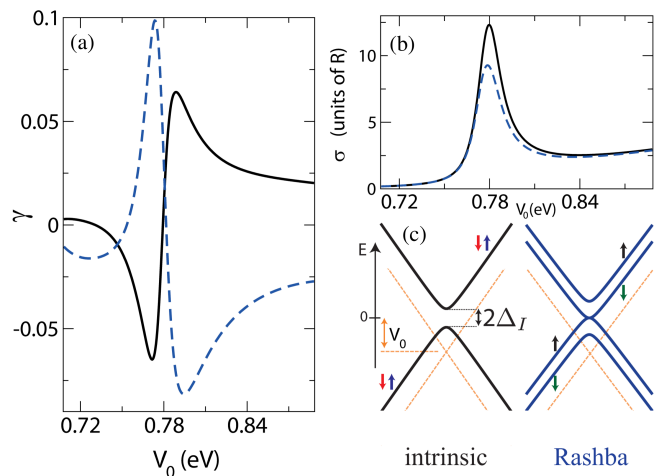 (a)
0.1
0.05
0
-0.05
γ
0.72
0.78
0.84
V₀ (eV)
(b)
σ (units of R)
10
5
0
0.72
0.78
0.84
V₀(eV)
(c)
E
0
V₀
2Δ_I
intrinsic
Rashba